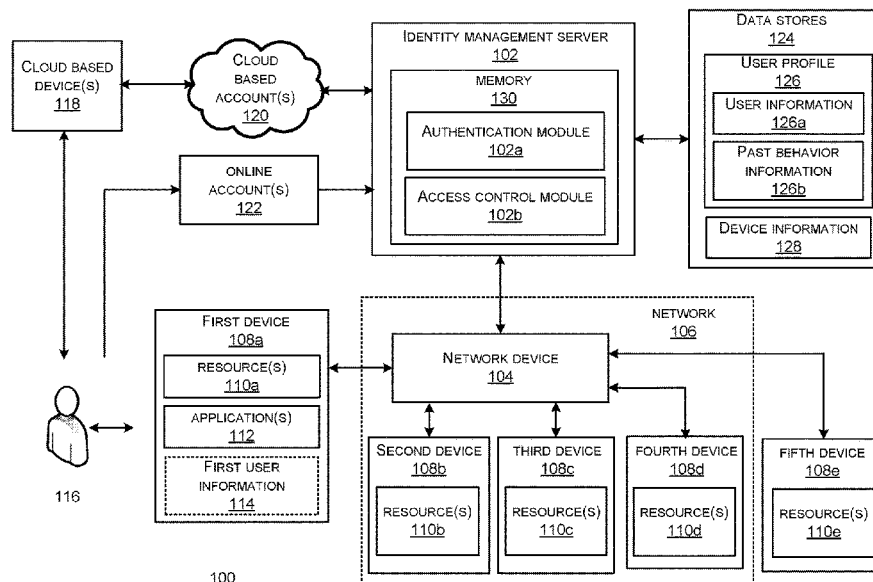 CLOUD BASED
DEVICE(S)
118
CLOUD
BASED
ACCOUNT(S)
120
ONLINE
ACCOUNT(S)
122
IDENTITY MANAGEMENT SERVER
102
MEMORY
130
AUTHENTICATION MODULE
102a
ACCESS CONTROL MODULE
102b
DATA STORES
124
USER PROFILE
126
USER INFORMATION
126a
PAST BEHAVIOR
INFORMATION
126b
DEVICE INFORMATION
128
FIRST DEVICE
108a
RESOURCE(S)
110a
APPLICATION(S)
112
FIRST USER
INFORMATION
114
116
NETWORK
106
NETWORK DEVICE
104
SECOND DEVICE
108b
RESOURCE(S)
110b
THIRD DEVICE
108c
RESOURCE(S)
110c
FOURTH DEVICE
108d
RESOURCE(S)
110d
FIFTH DEVICE
108e
RESOURCE(S)
110e
100